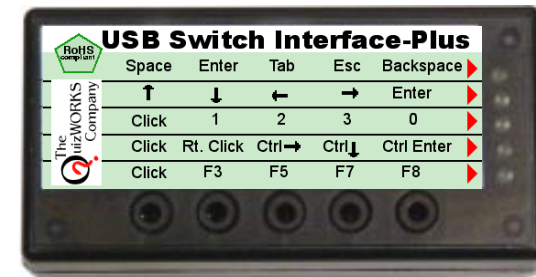 RoHS
compliant
USB Switch Interface-Plus
Space Enter Tab Esc Backspace
↑ ↓ ← → Enter
Click 1 2 3 0
Click Rt. Click Ctrl→ Ctrl↓ Ctrl Enter
Click F3 F5 F7 F8
The
QuizWORKS
Company